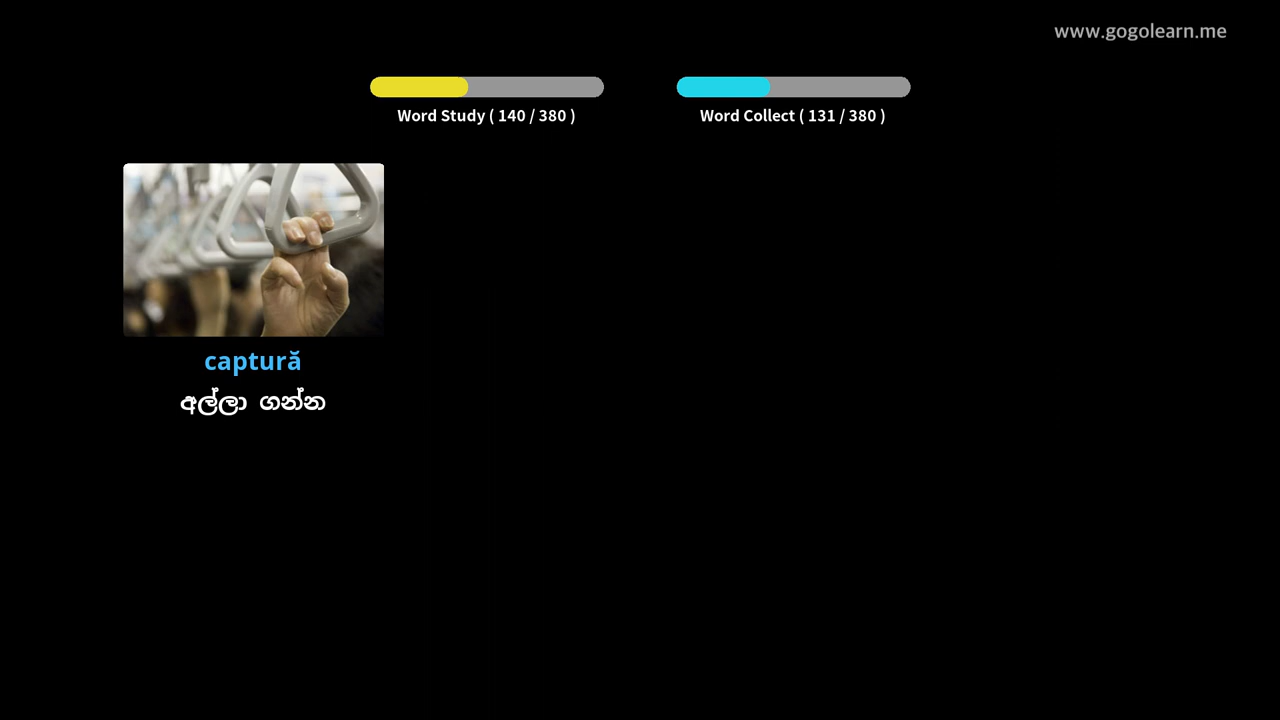 www.gogolearn.me
Word Study ( 140 / 380 )
Word Collect ( 131 / 380 )
captură
අල්ලා ගන්න